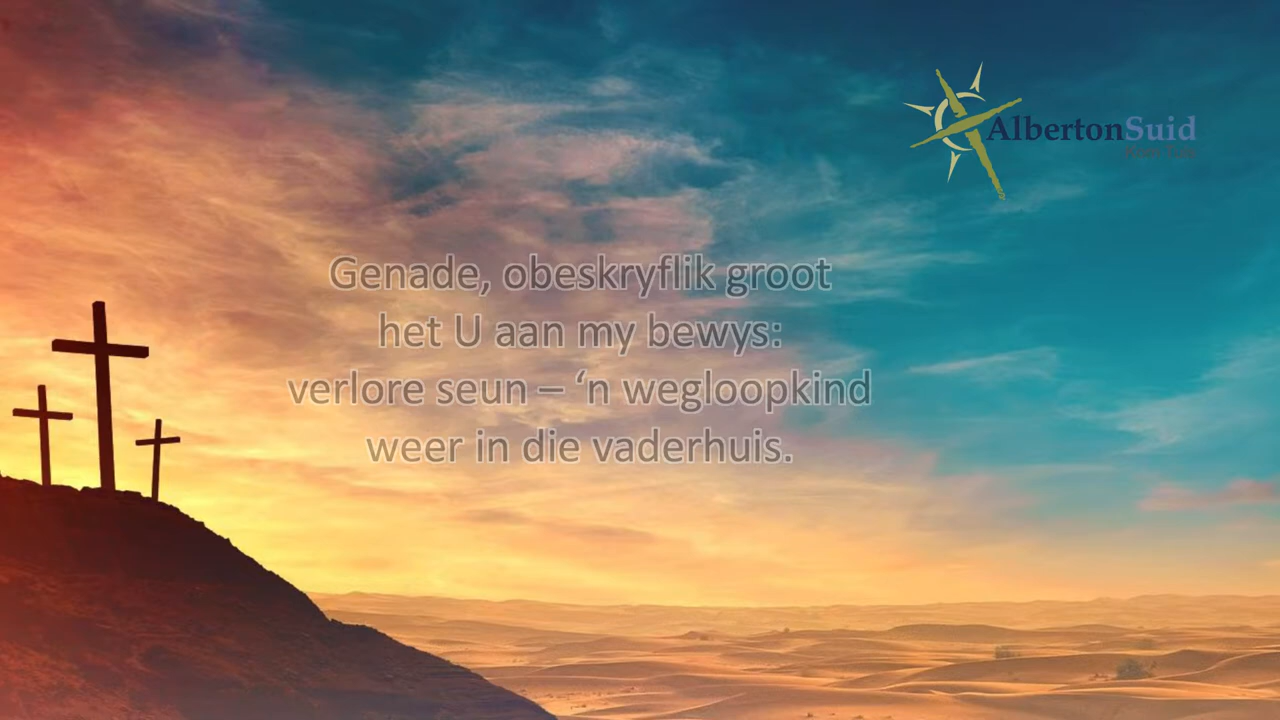 AlbertonSuid
Genade, obeskryflik groot
het U aan my bewys:
verlore seun – ‘n wegloopkind
weer in die vaderhuis.